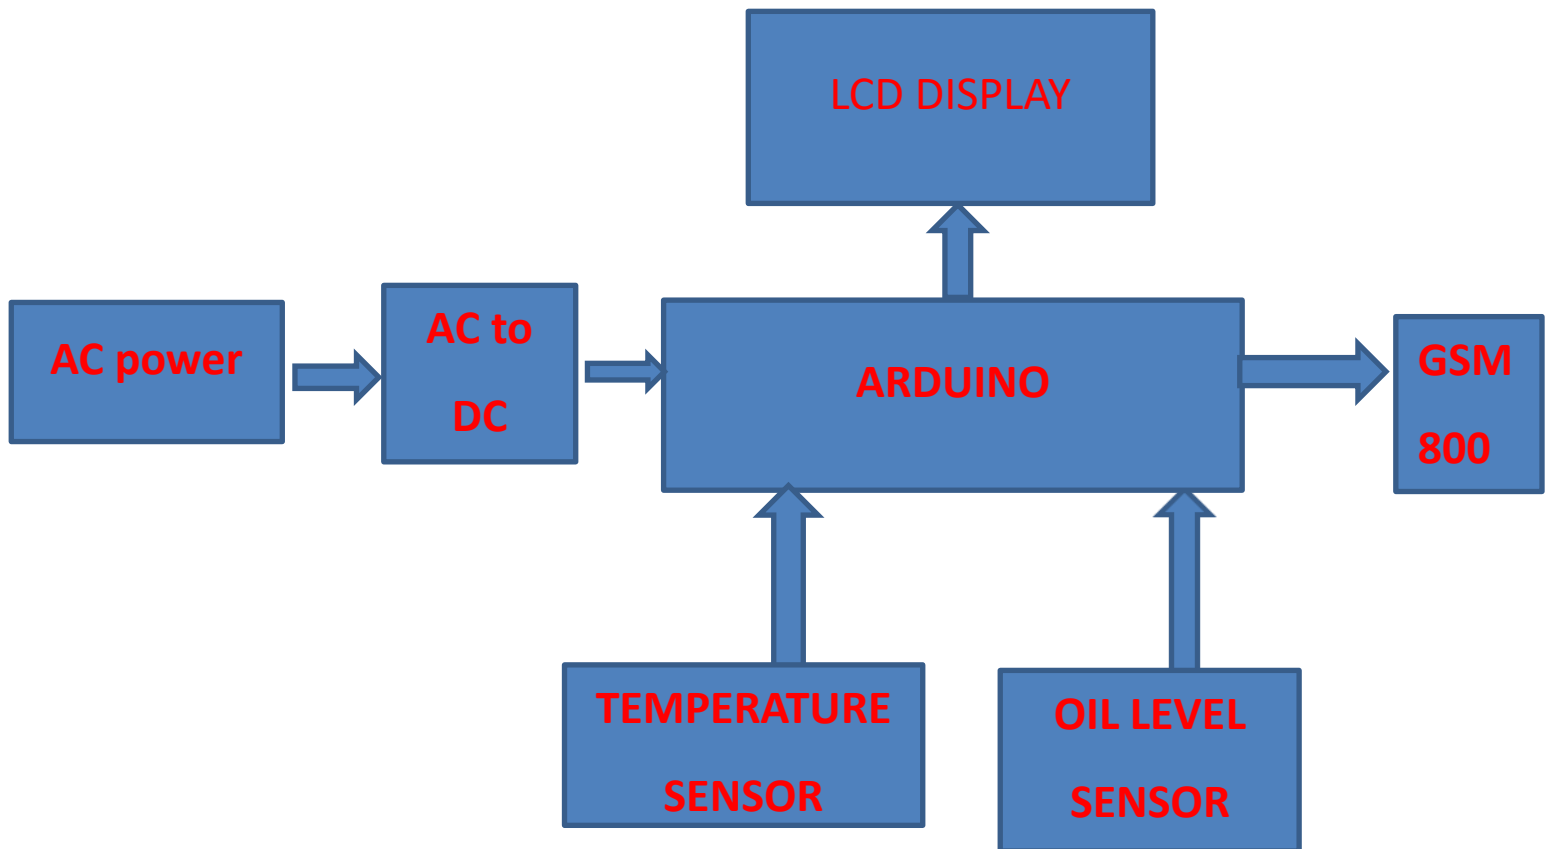 LCD DISPLAY
AC power
AC to
DC
ARDUINO
GSM
800
TEMPERATURE
SENSOR
OIL LEVEL
SENSOR